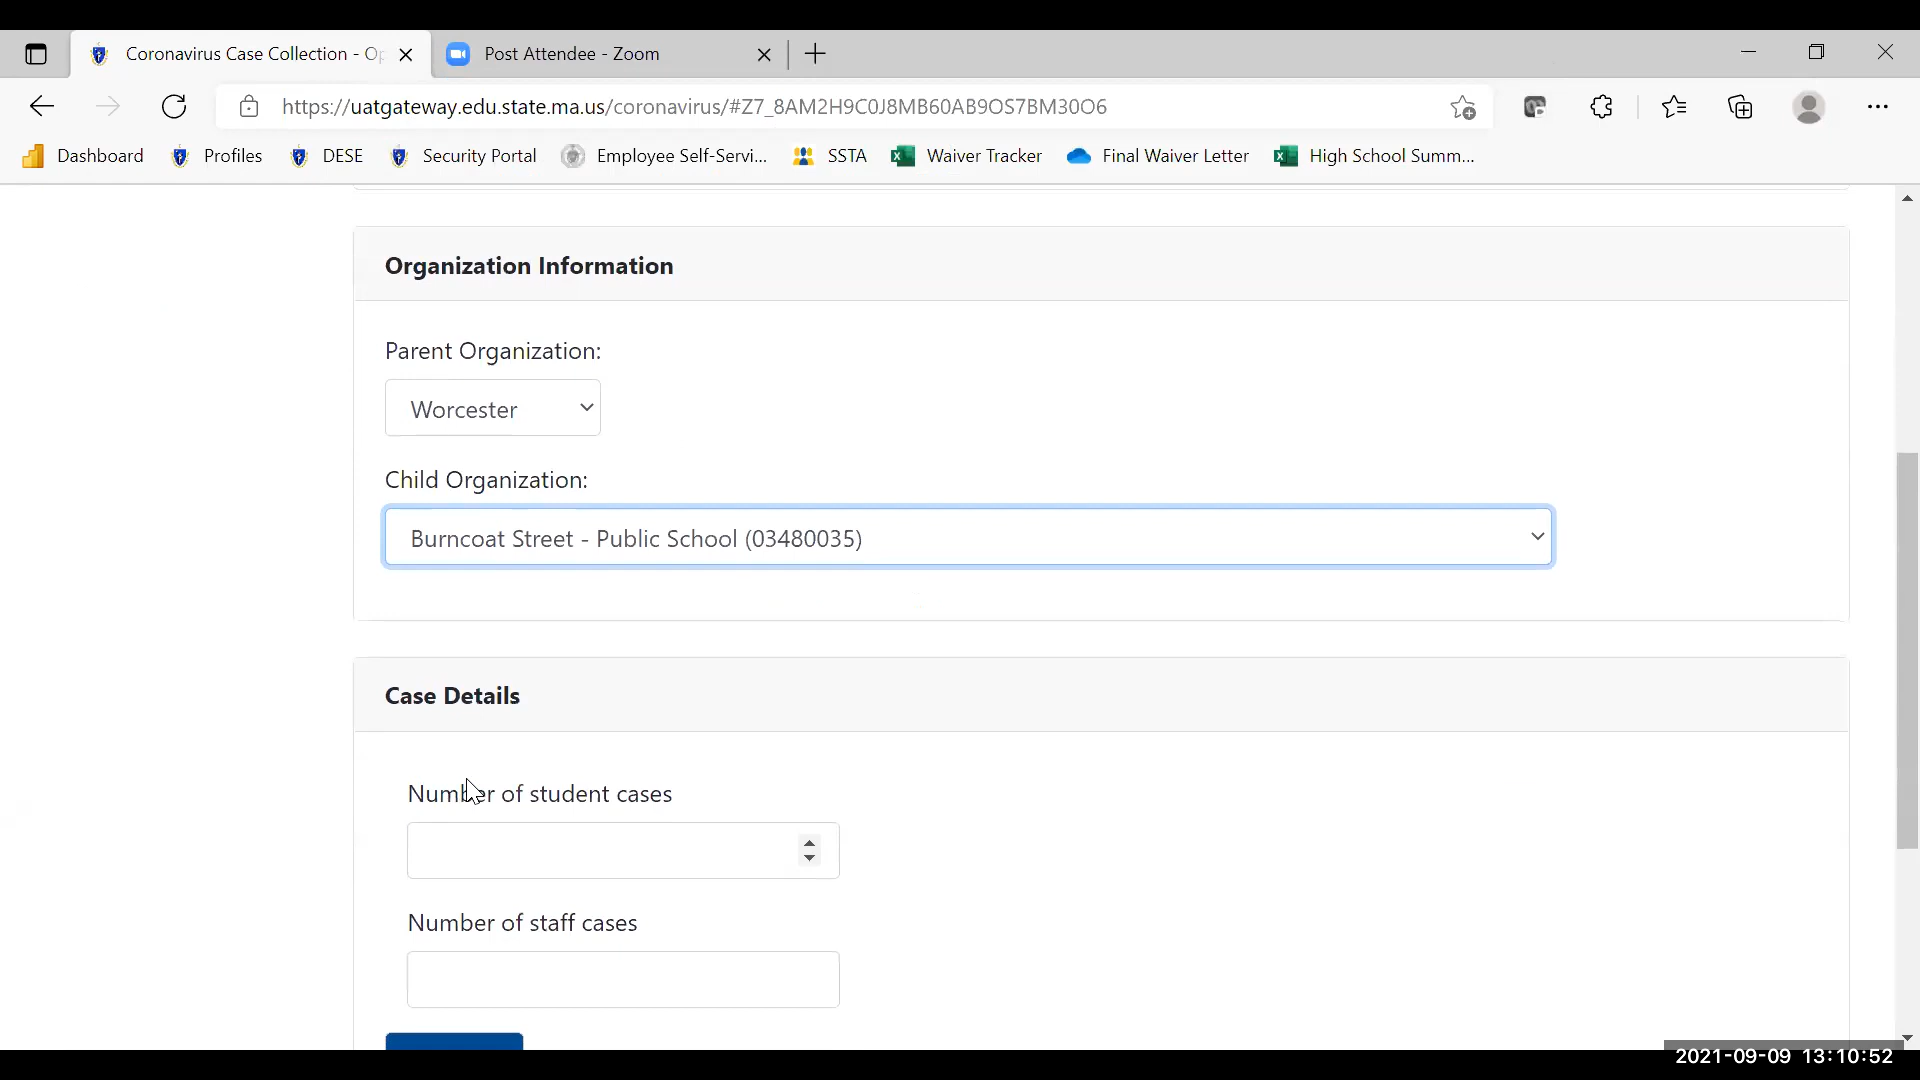 Coronavirus Case Collection - Op
Post Attendee - Zoom
https://uatgateway.edu.state.ma.us/coronavirus/#Z7_8AM2H9C0J8MB60AB9OS7BM30O6
Dashboard
Profiles
DESE
Security Portal
Employee Self-Servi...
SSTA
Waiver Tracker
Final Waiver Letter
High School Summ...
Organization Information
Parent Organization:
Worcester
Child Organization:
Burncoat Street - Public School (03480035)
Case Details
Number of student cases
Number of staff cases
2021-09-09 13:10:52